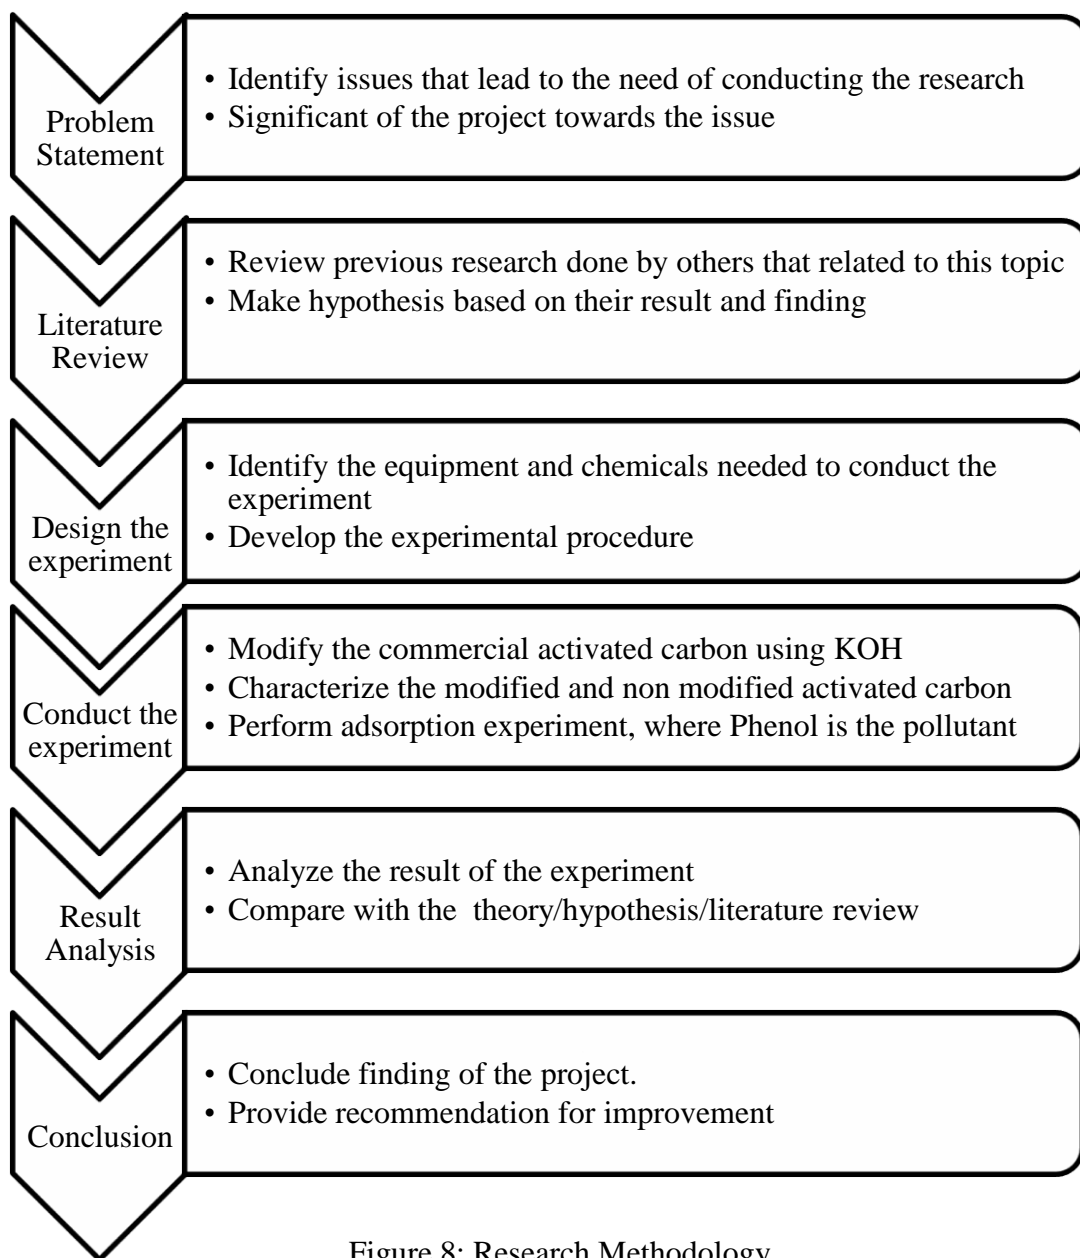 Problem
Statement
• Identify issues that lead to the need of conducting the research
• Significant of the project towards the issue
Literature
Review
• Review previous research done by others that related to this topic
• Make hypothesis based on their result and finding
Design the
experiment
• Identify the equipment and chemicals needed to conduct the
experiment
• Develop the experimental procedure
Conduct the
experiment
• Modify the commercial activated carbon using KOH
• Characterize the modified and non modified activated carbon
• Perform adsorption experiment, where Phenol is the pollutant
Result
Analysis
• Analyze the result of the experiment
• Compare with the  theory/hypothesis/literature review
Conclusion
• Conclude finding of the project.
• Provide recommendation for improvement
Figure 8: Research Methodology